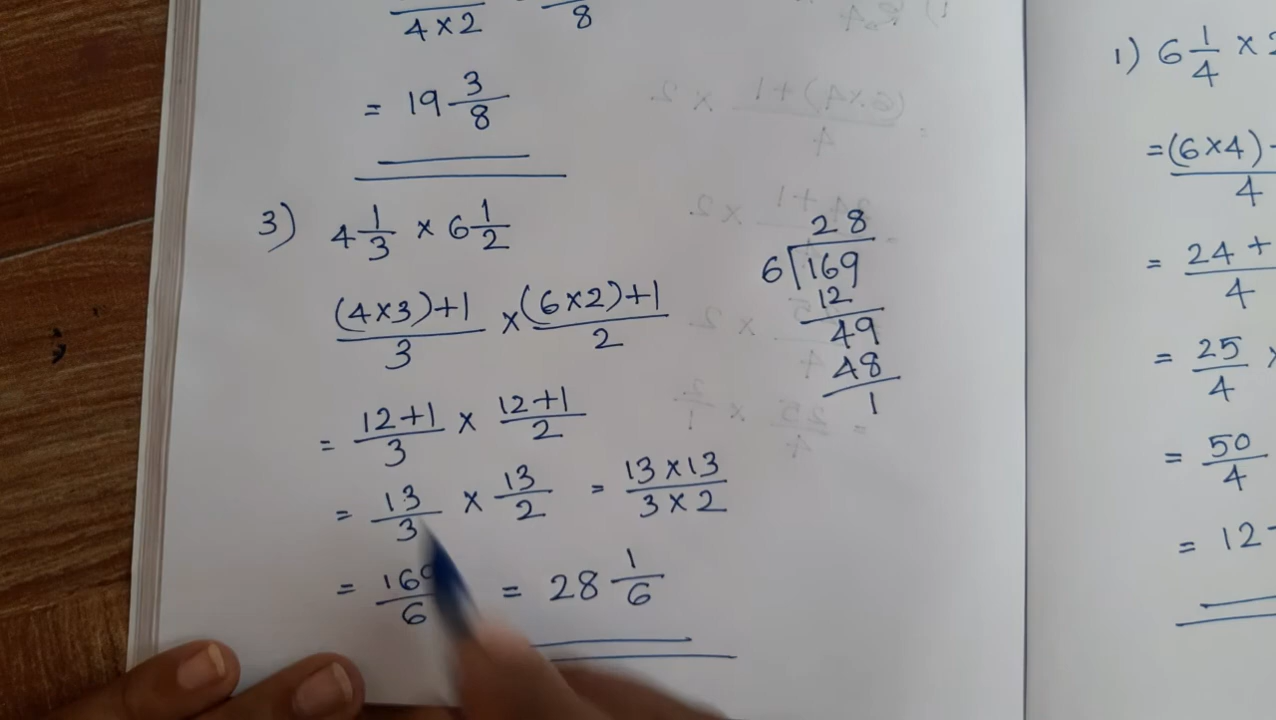 4×2 8
= 19 3/8
3) 4 1/3 × 6 1/2
(4×3)+1/3 × (6×2)+1/2
= 12+1/3 × 12+1/2
= 13/3 × 13/2 = 13×13/3×2
= 169/6 = 28 1/6
28
6)169
12
49
48
1
1) 6 1/4 ×
=(6×4)
4
= 24+/4
= 25/4
= 50/4
= 12